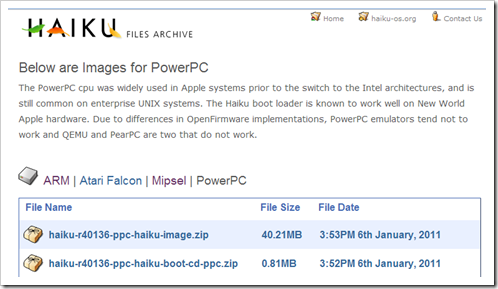 HAIKU FILES ARCHIVE
Home
haiku-os.org
Contact Us
Below are Images for PowerPC
The PowerPC cpu was widely used in Apple systems prior to the switch to the Intel architectures, and is
still common on enterprise UNIX systems. The Haiku boot loader is known to work well on New World
Apple hardware. Due to differences in OpenFirmware implementations, PowerPC emulators tend not to
work and QEMU and PearPC are two that do not work.
ARM | Atari Falcon | Mipsel | PowerPC
File Name File Size File Date
haiku-r40136-ppc-haiku-image.zip 40.21MB 3:53PM 6th January, 2011
haiku-r40136-ppc-haiku-boot-cd-ppc.zip 0.81MB 3:52PM 6th January, 2011